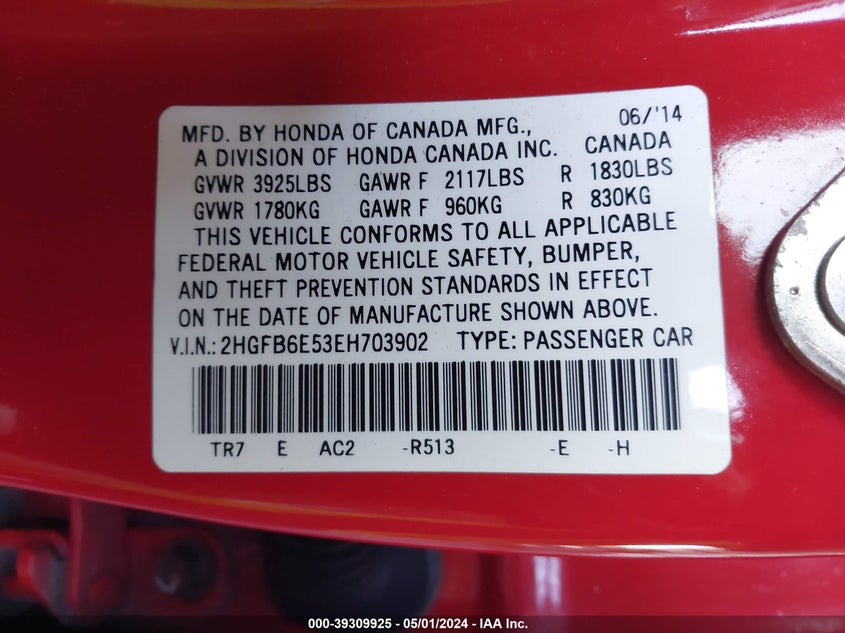 06/'14
MFD. BY HONDA OF CANADA MFG.,
A DIVISION OF HONDA CANADA INC. CANADA
GVWR 3925LBS GAWR F 2117LBS R 1830LBS
GVWR 1780KG GAWR F 960KG R 830KG
THIS VEHICLE CONFORMS TO ALL APPLICABLE
FEDERAL MOTOR VEHICLE SAFETY, BUMPER,
AND THEFT PREVENTION STANDARDS IN EFFECT
ON THE DATE OF MANUFACTURE SHOWN ABOVE.
V.I.N.: 2HGFB6E53EH703902 TYPE: PASSENGER CAR
TR7 E AC2 -R513 -E -H
000-39309925 - 05/01/2024 - IAA Inc.